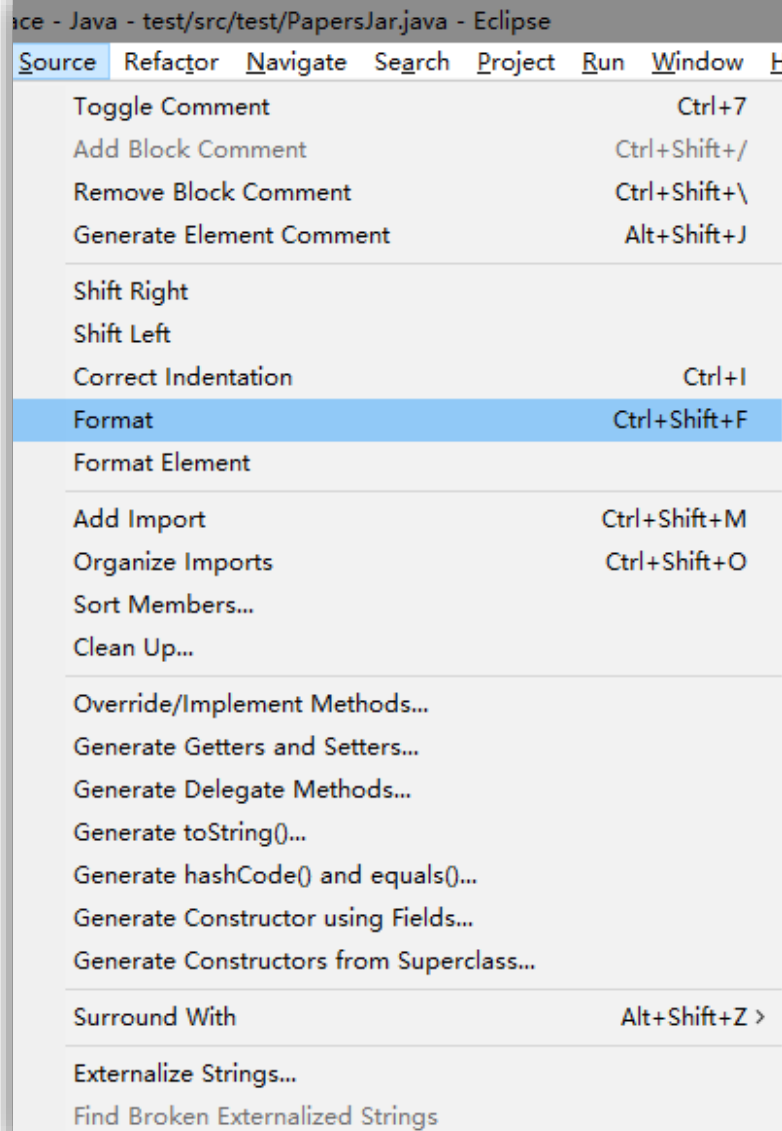 ace - Java - test/src/test/PapersJar.java - Eclipse
Source Refactor Navigate Search Project Run Window H
Toggle Comment Ctrl+7
Add Block Comment Ctrl+Shift+/
Remove Block Comment Ctrl+Shift+\
Generate Element Comment Alt+Shift+J
Shift Right
Shift Left
Correct Indentation Ctrl+I
Format Ctrl+Shift+F
Format Element
Add Import Ctrl+Shift+M
Organize Imports Ctrl+Shift+O
Sort Members...
Clean Up...
Override/Implement Methods...
Generate Getters and Setters...
Generate Delegate Methods...
Generate toString()...
Generate hashCode() and equals()...
Generate Constructor using Fields...
Generate Constructors from Superclass...
Surround With Alt+Shift+Z >
Externalize Strings...
Find Broken Externalized Strings